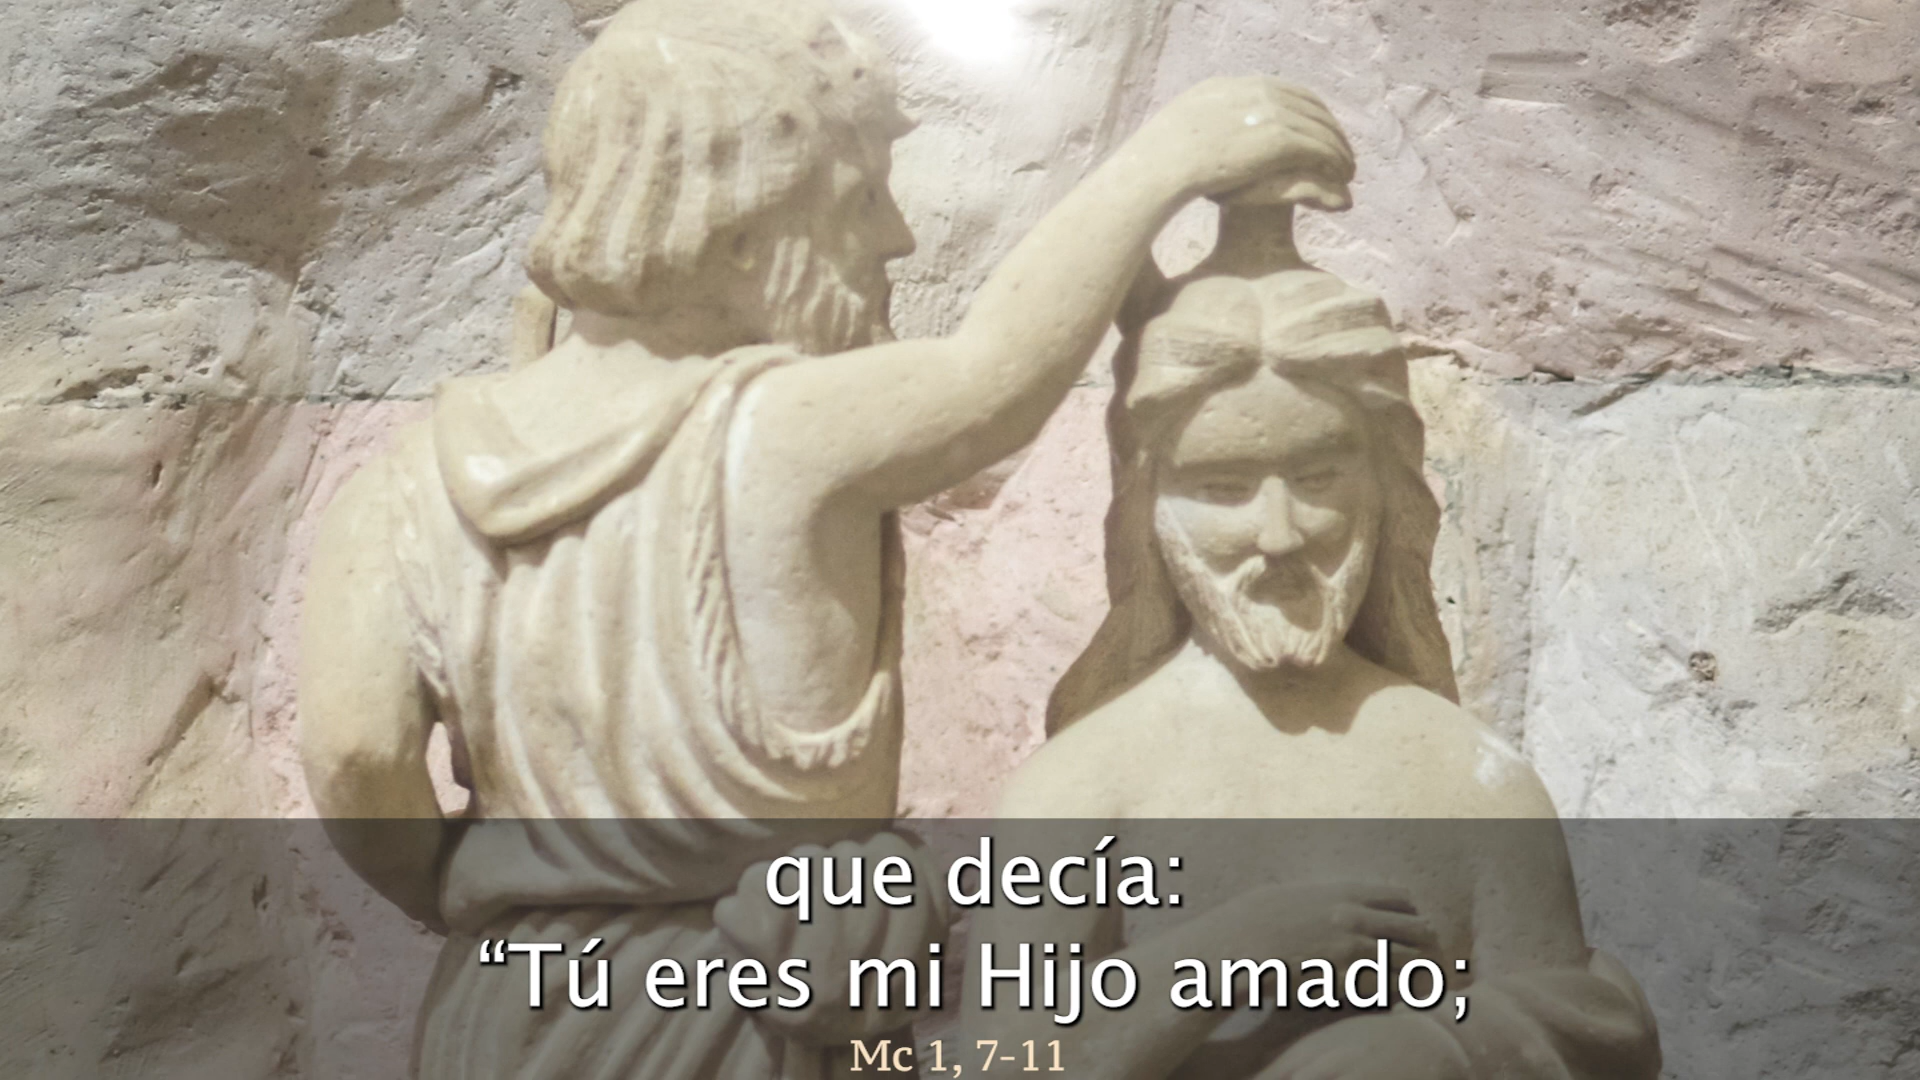 que decía:
“Tú eres mi Hijo amado;
Mc 1, 7-11